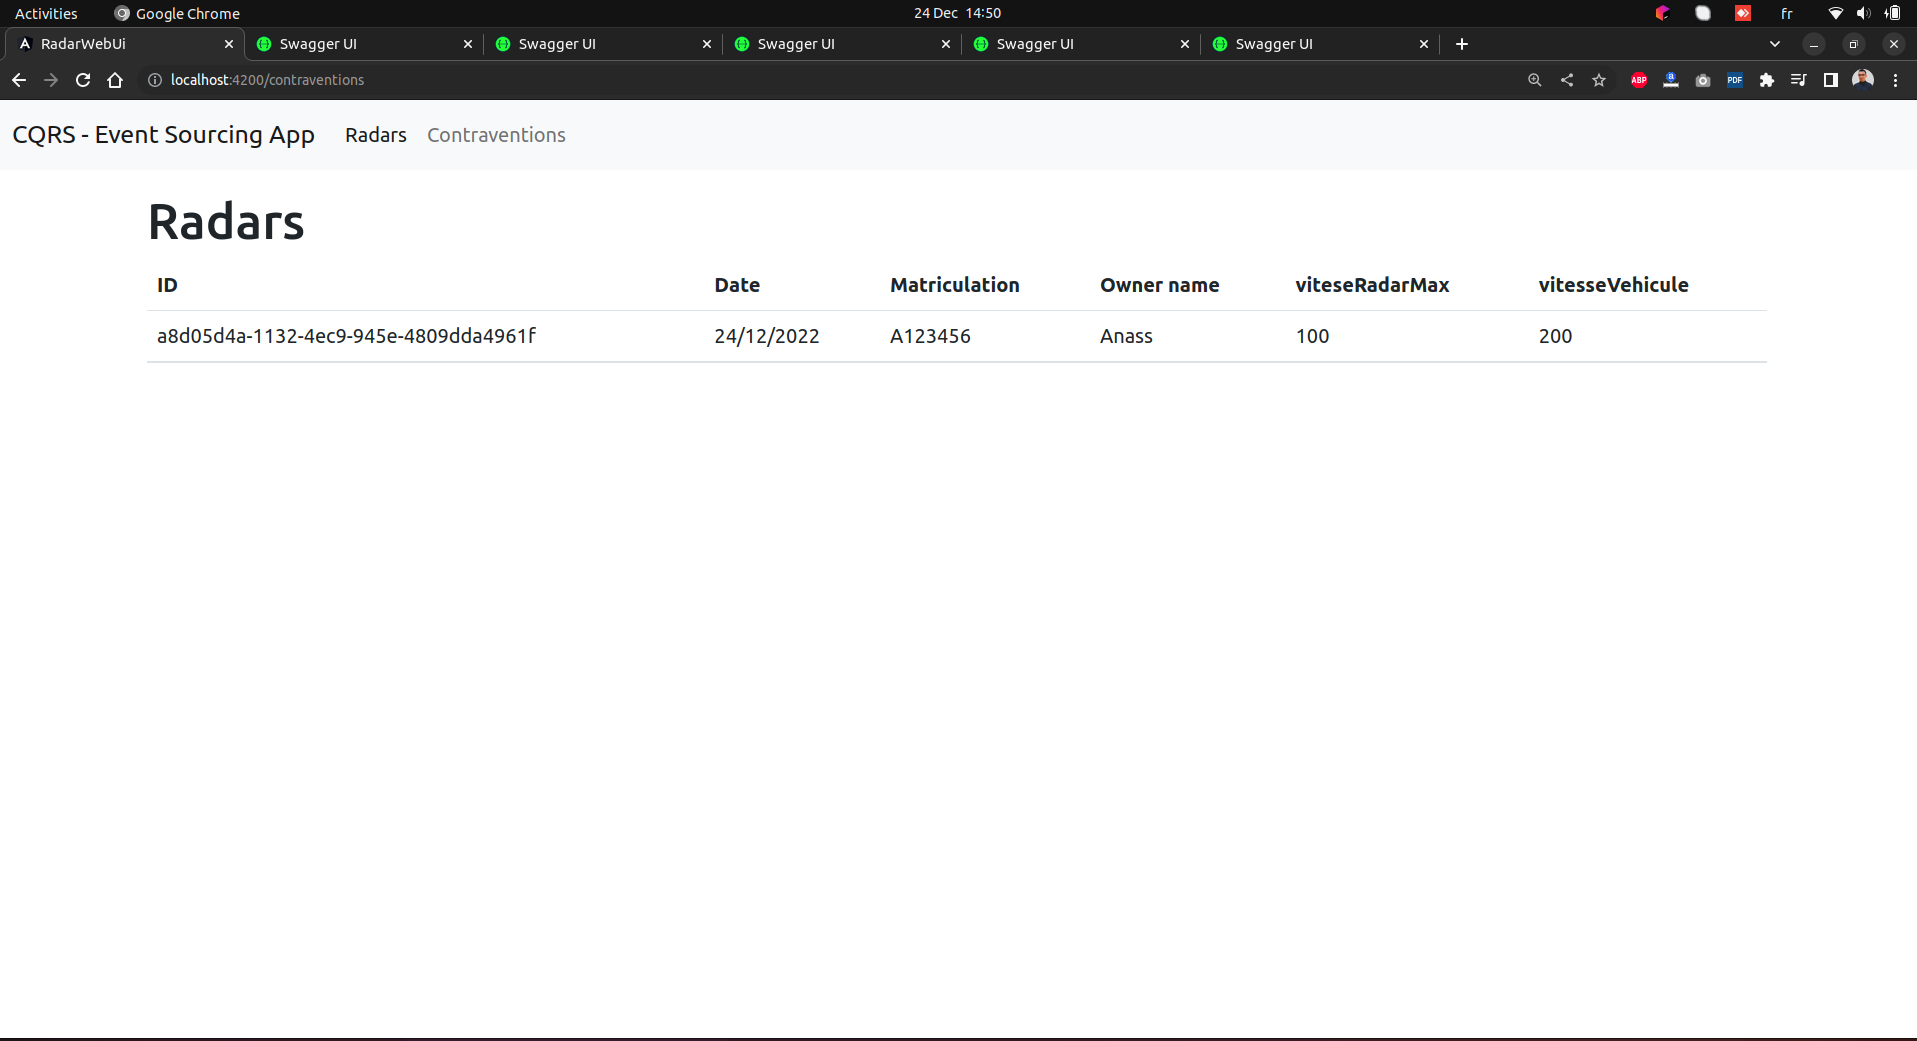 Activities Google Chrome 24 Dec 14:50 fr
RadarWebUi Swagger UI Swagger UI Swagger UI Swagger UI Swagger UI
localhost:4200/contraventions ABP a PDF
CQRS - Event Sourcing App Radars Contraventions
Radars
ID Date Matriculation Owner name viteseRadarMax vitesseVehicule
a8d05d4a-1132-4ec9-945e-4809dda4961f 24/12/2022 A123456 Anass 100 200